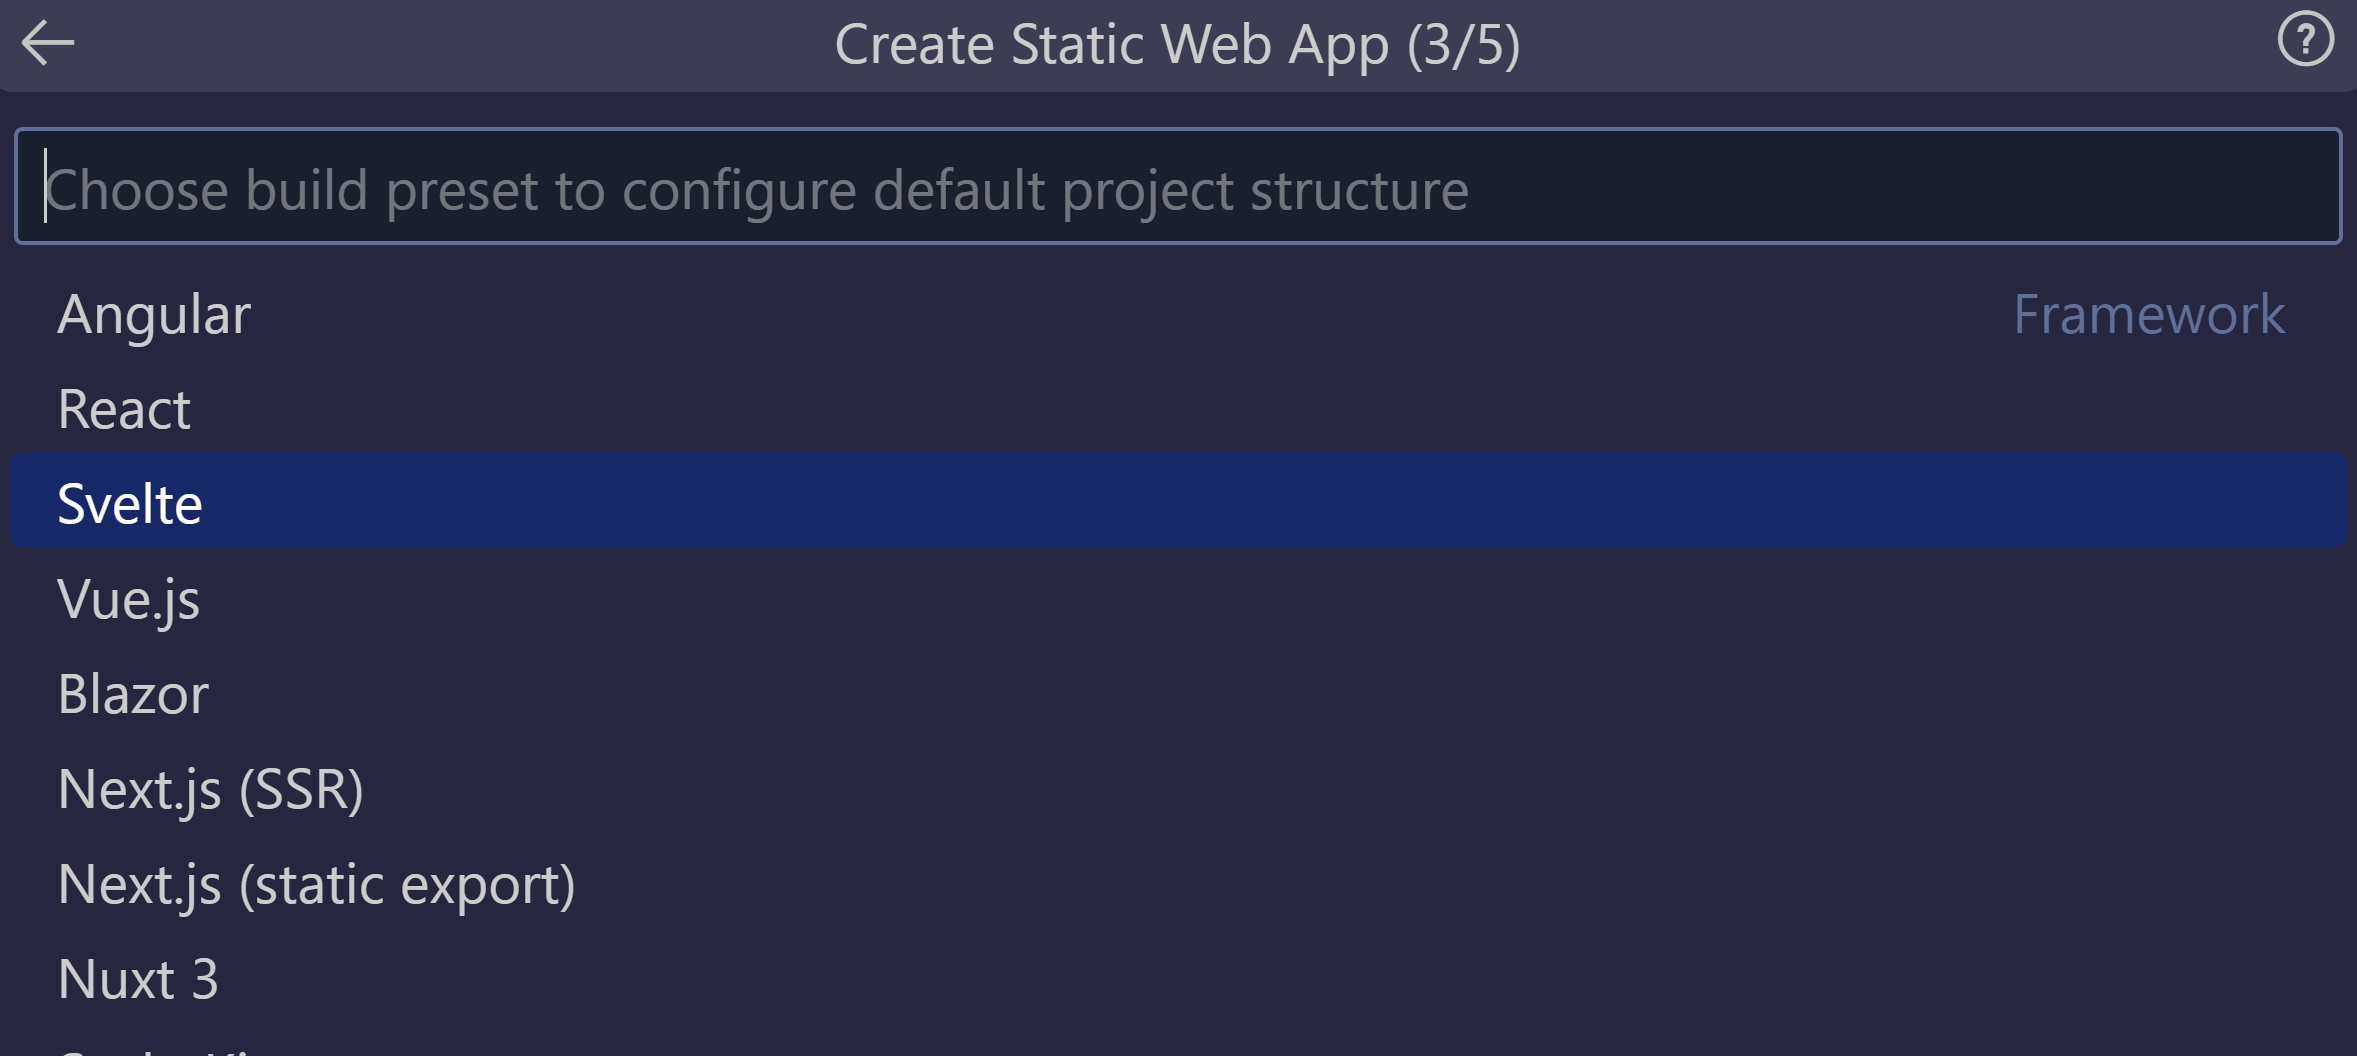 Create Static Web App (3/5)
Choose build preset to configure default project structure
Angular Framework
React
Svelte
Vue.js
Blazor
Next.js (SSR)
Next.js (static export)
Nuxt 3